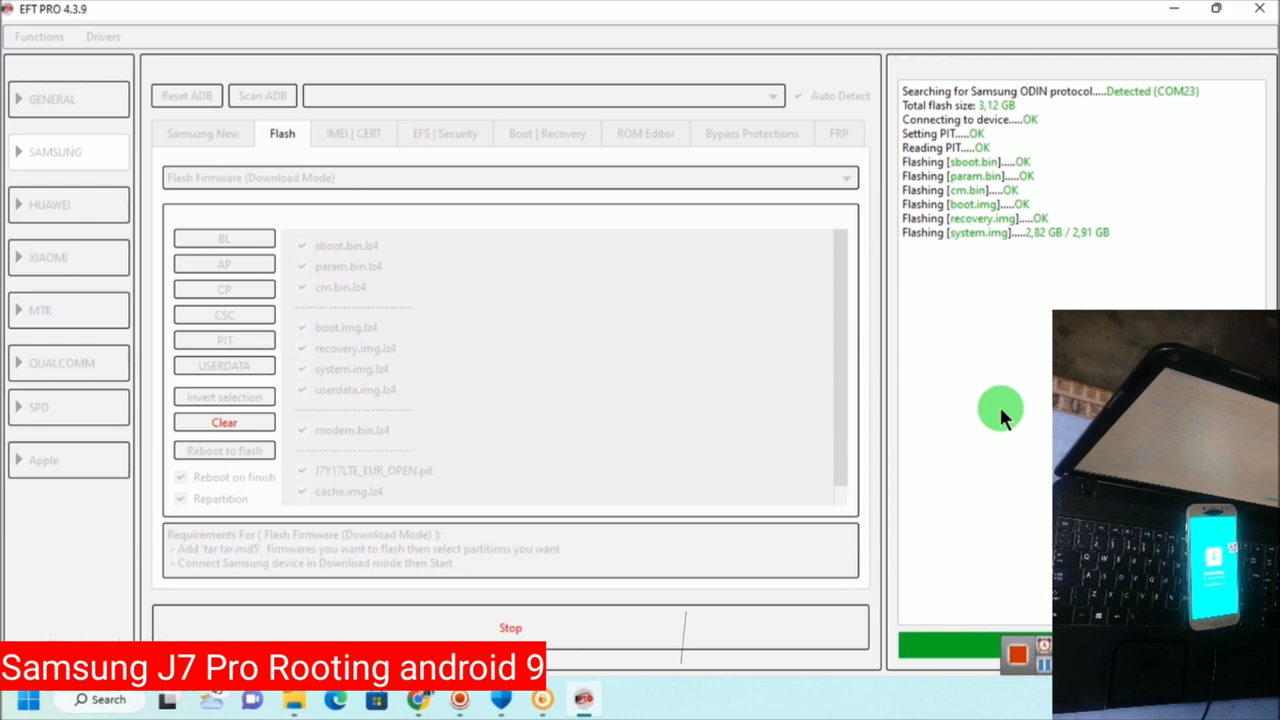 EFT PRO 4.3.9
Functions Drivers
GENERAL
SAMSUNG
HUAWEI
XIAOMI
MTK
QUALCOMM
SPD
Apple
Reset ADB Scan ADB Auto Detect
Samsung New Flash IMEI | CERT EFS | Security Boot | Recovery ROM Editor Bypass Protections FRP
Flash Firmware (Download Mode)
BL
AP
CP
CSC
PIT
USERDATA
Invert selection
Clear
Reboot to flash
Reboot on finish
Repartition
sboot.bin.lz4
param.bin.lz4
cm.bin.lz4
----------------------------
boot.img.lz4
recovery.img.lz4
system.img.lz4
userdata.img.lz4
----------------------------
modem.bin.lz4
----------------------------
J7Y17LTE_EUR_OPEN.pit
cache.img.lz4
Requirements For ( Flash Firmware (Download Mode) ):
- Add 'tar tar.md5' firmwares you want to flash then select partitions you want
- Connect Samsung device in Download mode then Start
Stop
Searching for Samsung ODIN protocol.....Detected (COM23)
Total flash size: 3,12 GB
Connecting to device.....OK
Setting PIT.....OK
Reading PIT.....OK
Flashing [sboot.bin].....OK
Flashing [param.bin].....OK
Flashing [cm.bin].....OK
Flashing [boot.img].....OK
Flashing [recovery.img].....OK
Flashing [system.img].....2,82 GB / 2,91 GB
Samsung J7 Pro Rooting android 9
Search